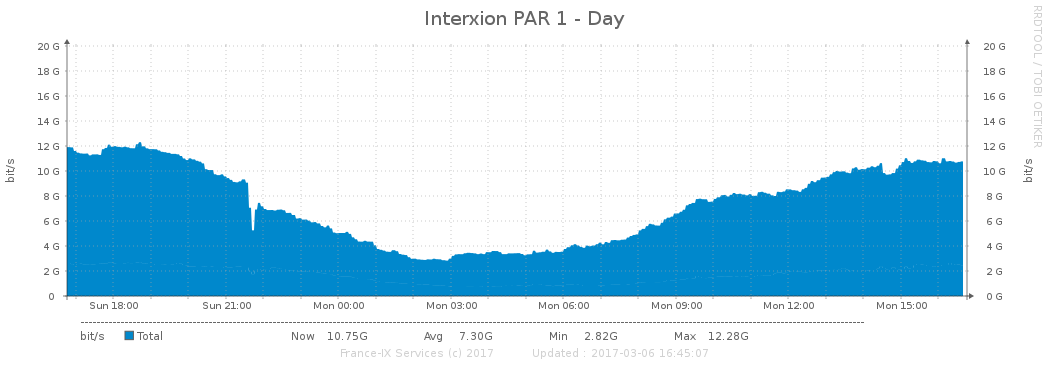 Interxion PAR 1 - Day
RRDTOOL / TOBI OETIKER
20 G 20 G
18 G 18 G
16 G 16 G
14 G 14 G
12 G 12 G
10 G 10 G
8 G 8 G
6 G 6 G
4 G 4 G
2 G 2 G
0 0 G
bit/s
bit/s
Sun 18:00 Sun 21:00 Mon 00:00 Mon 03:00 Mon 06:00 Mon 09:00 Mon 12:00 Mon 15:00
bit/s Total Now 10.75G Avg 7.30G Min 2.82G Max 12.28G
France-IX Services (c) 2017 Updated : 2017-03-06 16:45:07